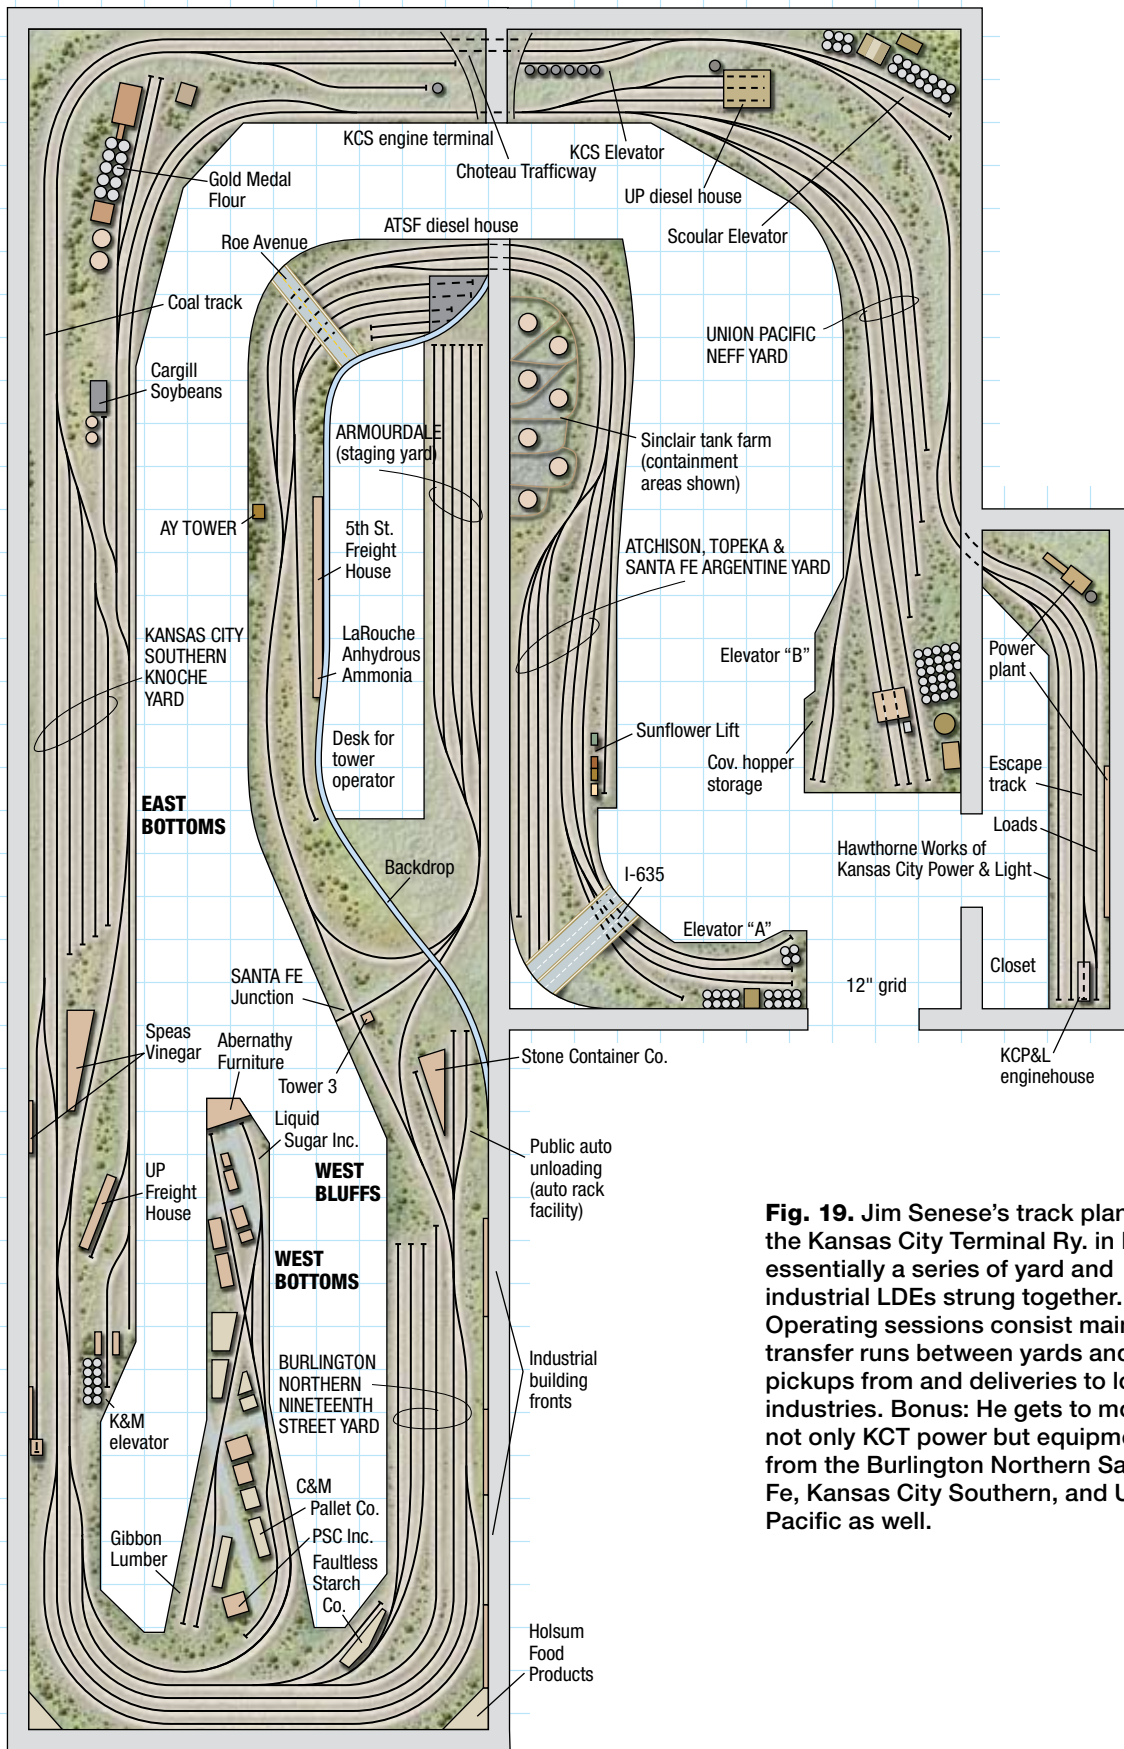 KCS engine terminal
Choteau Trafficway
KCS Elevator
UP diesel house
Scoular Elevator
Gold Medal
Flour
ATSF diesel house
Roe Avenue
Coal track
UNION PACIFIC
NEFF YARD
Cargill
Soybeans
ARMOURDALE
(staging yard)
Sinclair tank farm
(containment
areas shown)
AY TOWER
5th St.
Freight
House
ATCHISON, TOPEKA &
SANTA FE ARGENTINE YARD
KANSAS CITY
SOUTHERN
KNOCHE
YARD
LaRouche
Anhydrous
Ammonia
Elevator “B”
Power
plant
Sunflower Lift
Desk for
tower
operator
Cov. hopper
storage
Escape
track
EAST
BOTTOMS
Loads
Hawthorne Works of
Kansas City Power & Light
Backdrop
I-635
Elevator “A”
SANTA FE
Junction
12" grid
Closet
Speas
Vinegar
Abernathy
Furniture
Tower 3
Stone Container Co.
KCP&L
enginehouse
Liquid
Sugar Inc.
Public auto
unloading
(auto rack
facility)
UP
Freight
House
WEST
BLUFFS
WEST
BOTTOMS
Industrial
building
fronts
BURLINGTON
NORTHERN
NINETEENTH
STREET YARD
K&M
elevator
C&M
Pallet Co.
PSC Inc.
Gibbon
Lumber
Faultless
Starch
Co.
Holsum
Food
Products
Fig. 19. Jim Senese’s track plan
the Kansas City Terminal Ry. in
essentially a series of yard and
industrial LDEs strung together.
Operating sessions consist
transfer runs between yards and
pickups from and deliveries to
industries. Bonus: He gets to
not only KCT power but
from the Burlington Northern
Fe, Kansas City Southern, and
Pacific as well.